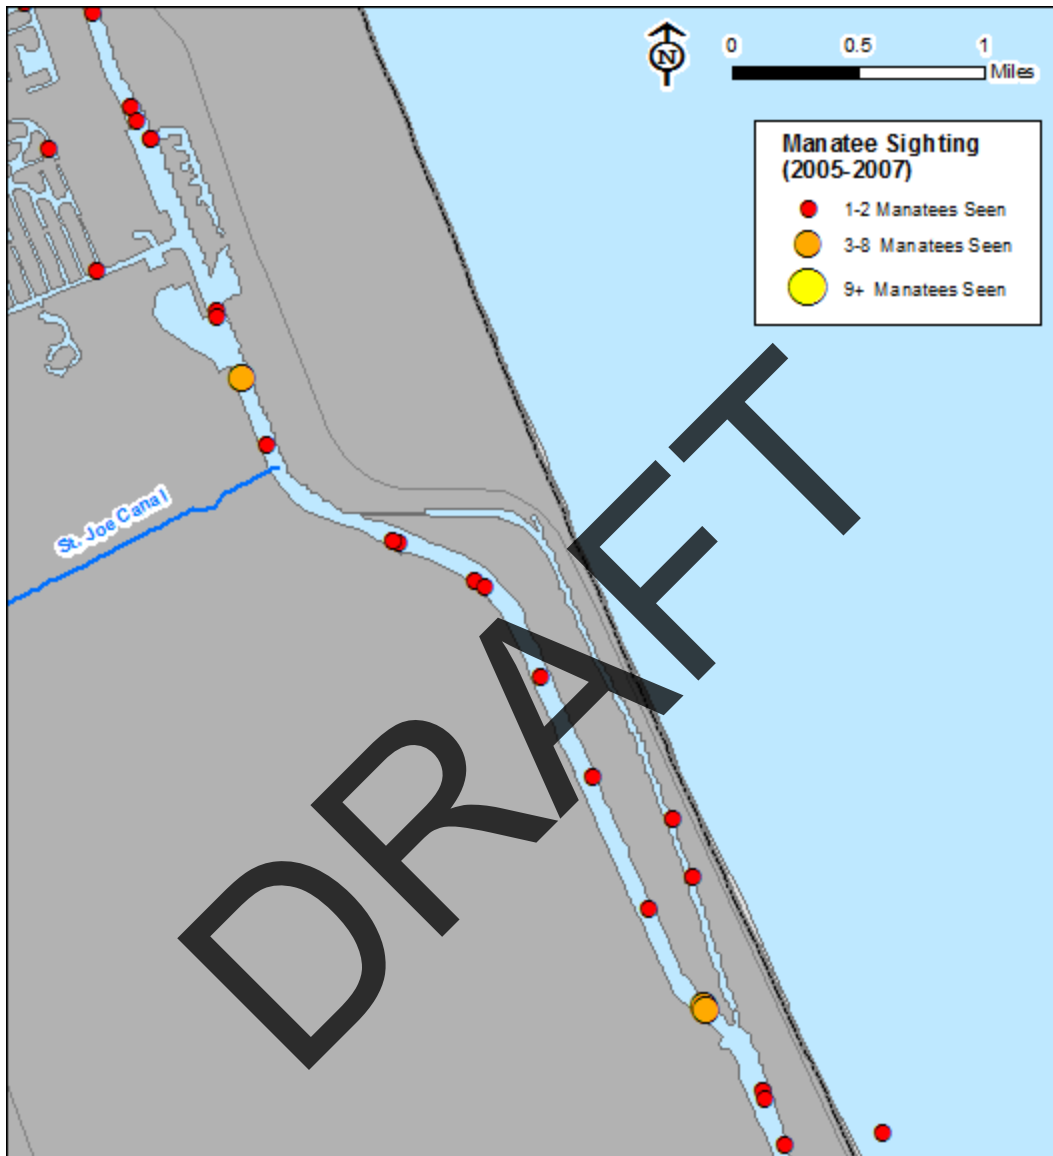 N
0 0.5 1
Miles
Manatee Sighting
(2005-2007)
1-2 Manatees Seen
3-8 Manatees Seen
9+ Manatees Seen
St. Joe Canal
DRAFT